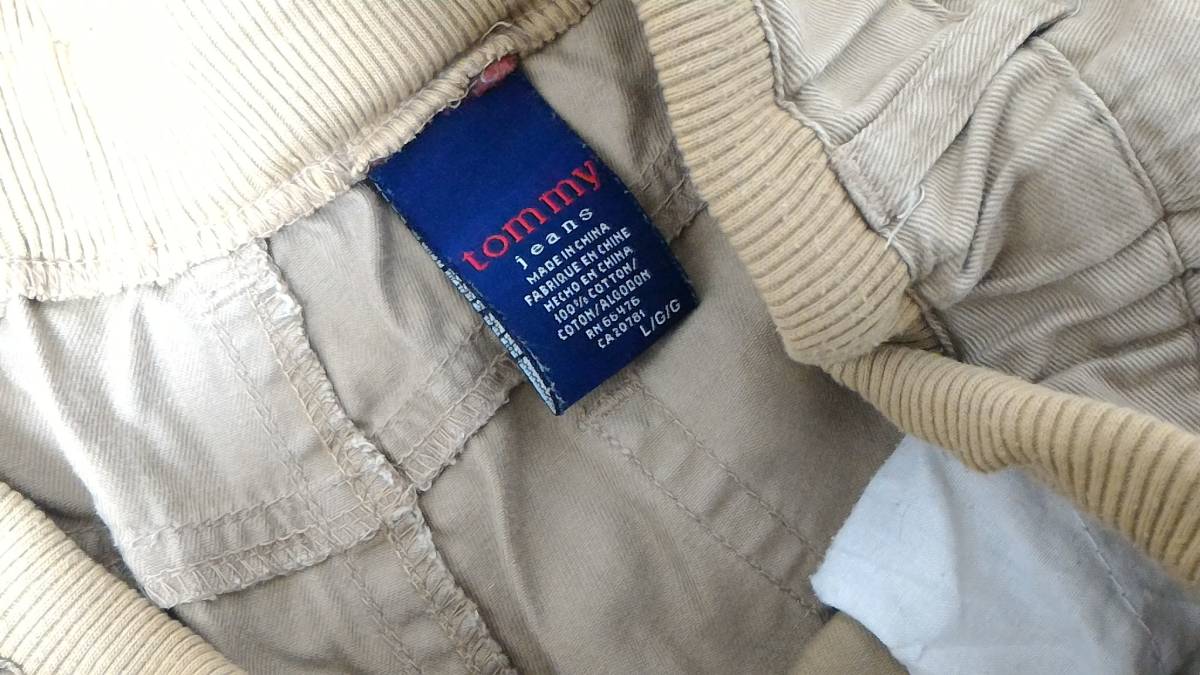 tommy
jeans
MADE IN CHINA
FABRIQUE EN CHINE
HECHO EN CHINA
100% COTTON/
COTON/ALGODON
RN 66476
CA 20781
L/G/G